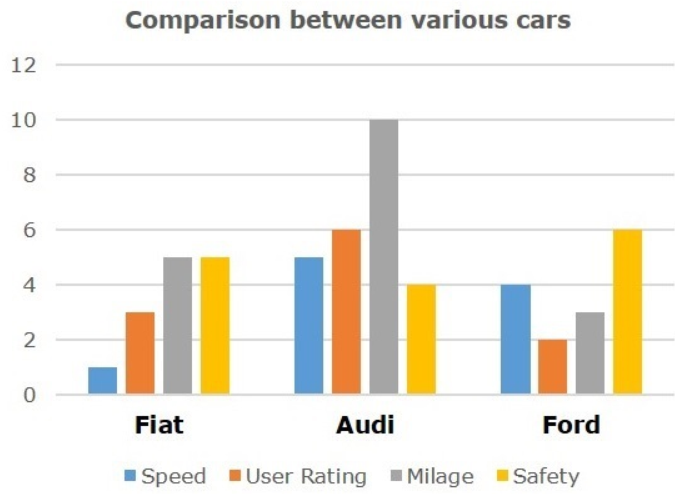 Comparison between various cars
12
10
8
6
4
2
0
Fiat Audi Ford
Speed User Rating Milage Safety